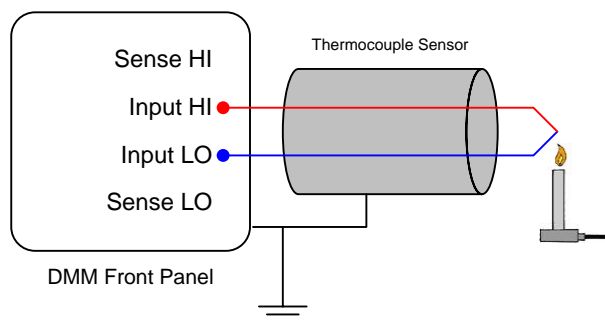 Thermocouple Sensor
Sense HI
Input HI
Input LO
Sense LO
DMM Front Panel